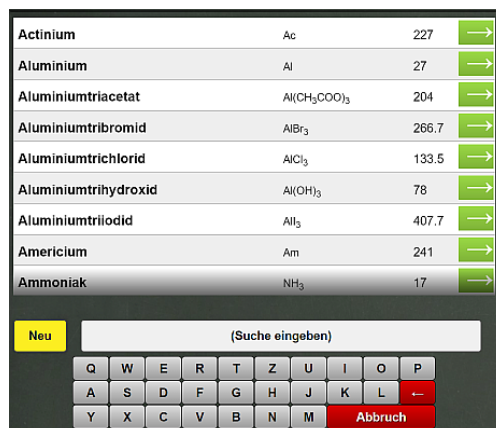 Actinium Ac 227 →
Aluminium Al 27 →
Aluminiumtriacetat Al(CH₃COO)₃ 204 →
Aluminiumtribromid AlBr₃ 266.7 →
Aluminiumtrichlorid AlCl₃ 133.5 →
Aluminiumtrihydroxid Al(OH)₃ 78 →
Aluminiumtriiodid AlI₃ 407.7 →
Americium Am 241 →
Ammoniak NH₃ 17 →
Neu (Suche eingeben)
Q W E R T Z U I O P
A S D F G H J K L ←
Y X C V B N M Abbruch